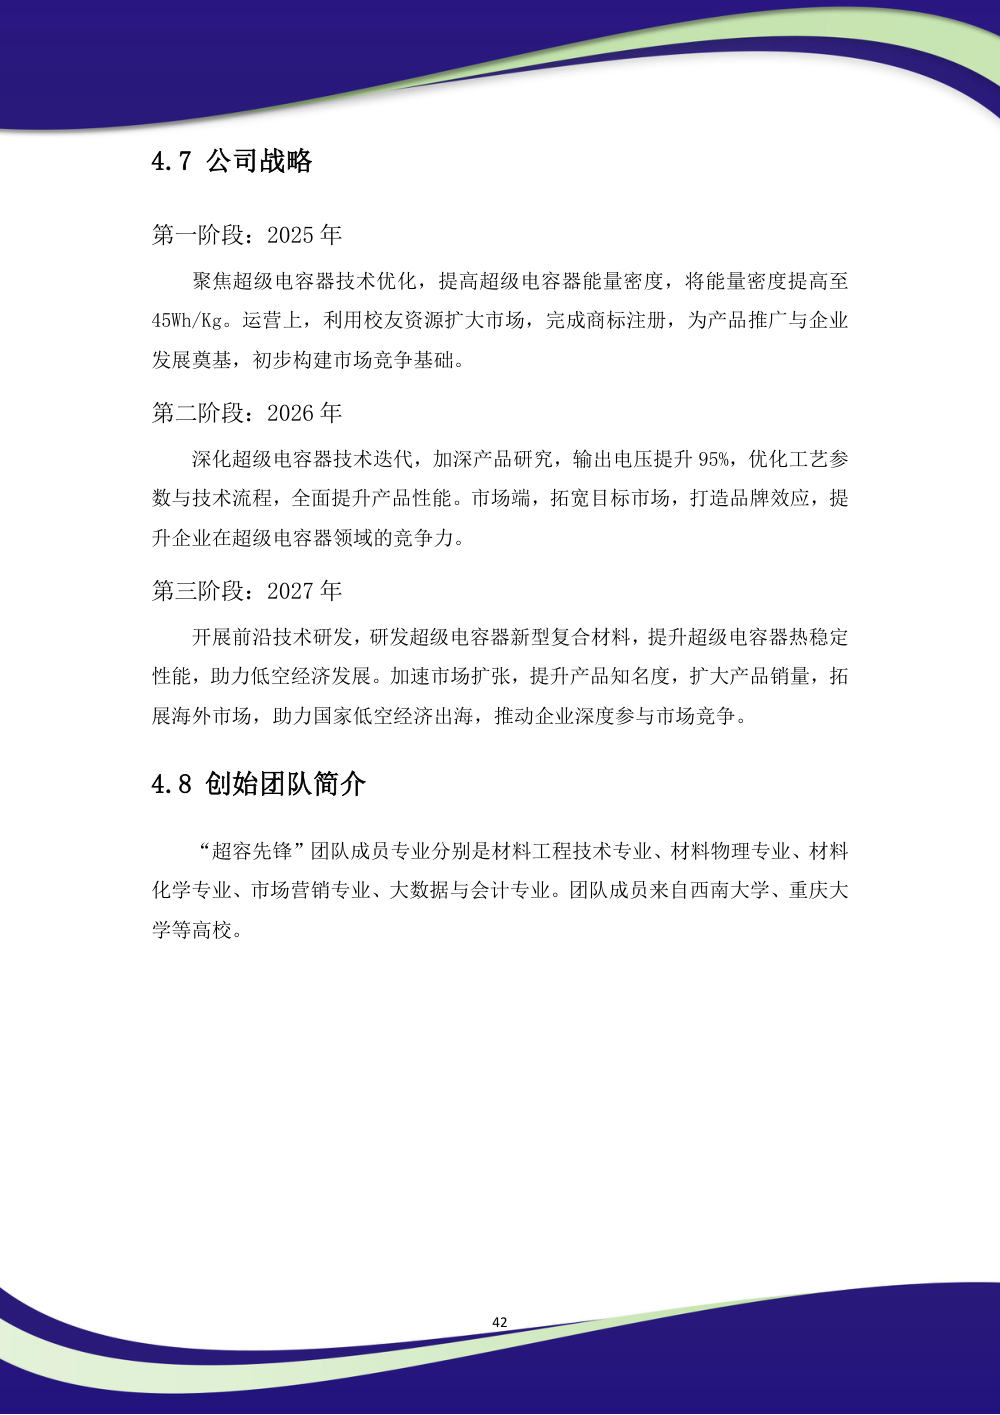 4.7 公司战略
第一阶段：2025 年
聚焦超级电容器技术优化，提高超级电容器能量密度，将能量密度提高至
45Wh/Kg。运营上，利用校友资源扩大市场，完成商标注册，为产品推广与企业
发展奠基，初步构建市场竞争基础。
第二阶段：2026 年
深化超级电容器技术迭代，加深产品研究，输出电压提升 95%，优化工艺参
数与技术流程，全面提升产品性能。市场端，拓宽目标市场，打造品牌效应，提
升企业在超级电容器领域的竞争力。
第三阶段：2027 年
开展前沿技术研发，研发超级电容器新型复合材料，提升超级电容器热稳定
性能，助力低空经济发展。加速市场扩张，提升产品知名度，扩大产品销量，拓
展海外市场，助力国家低空经济出海，推动企业深度参与市场竞争。
4.8 创始团队简介
“超容先锋”团队成员专业分别是材料工程技术专业、材料物理专业、材料
化学专业、市场营销专业、大数据与会计专业。团队成员来自西南大学、重庆大
学等高校。
42